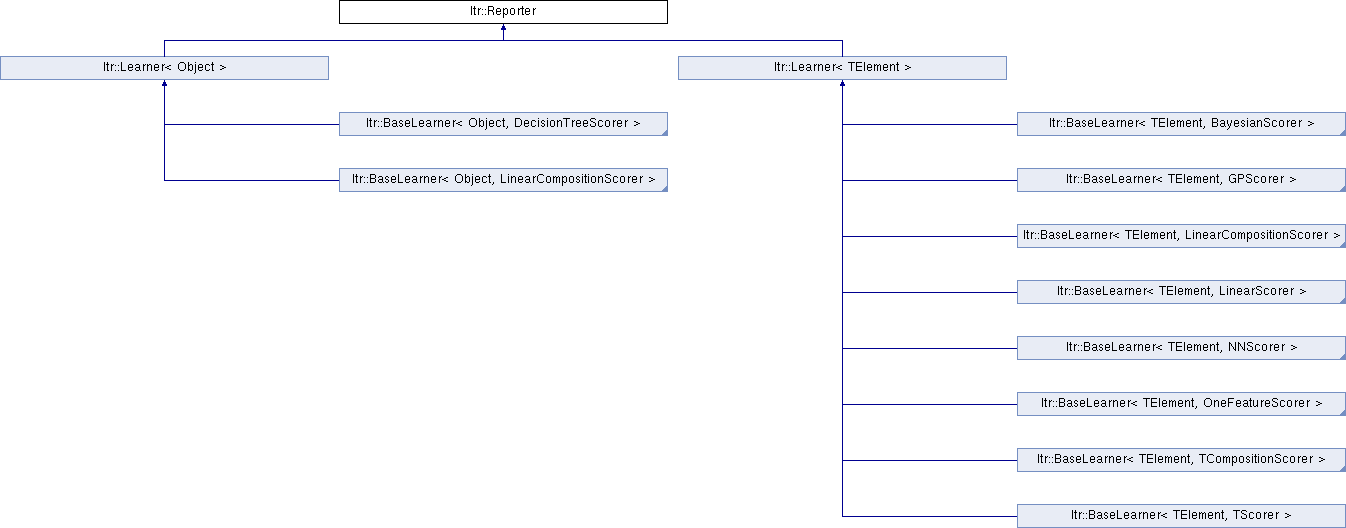 ltr::Reporter
ltr::Learner< Object >
ltr::Learner< TElement >
ltr::BaseLearner< Object, DecisionTreeScorer >
ltr::BaseLearner< TElement, BayesianScorer >
ltr::BaseLearner< Object, LinearCompositionScorer >
ltr::BaseLearner< TElement, GPScorer >
ltr::BaseLearner< TElement, LinearCompositionScorer >
ltr::BaseLearner< TElement, LinearScorer >
ltr::BaseLearner< TElement, NNScorer >
ltr::BaseLearner< TElement, OneFeatureScorer >
ltr::BaseLearner< TElement, TCompositionScorer >
ltr::BaseLearner< TElement, TScorer >